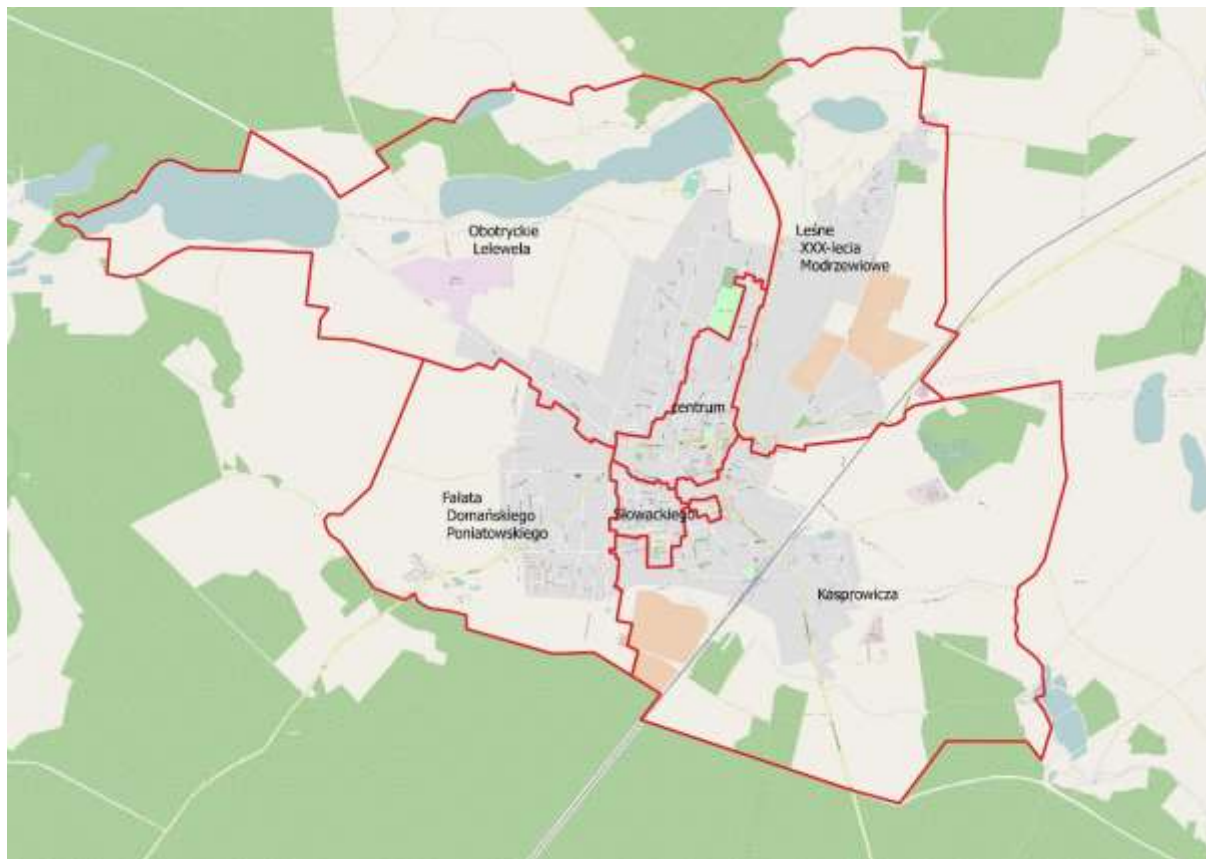 Obotryckie
Lelewela
Leśne
XXX-lecia
Modrzewiowe
centrum
Fałata
Domańskiego
Poniatowskiego
Słowackiego
Kasprowicza